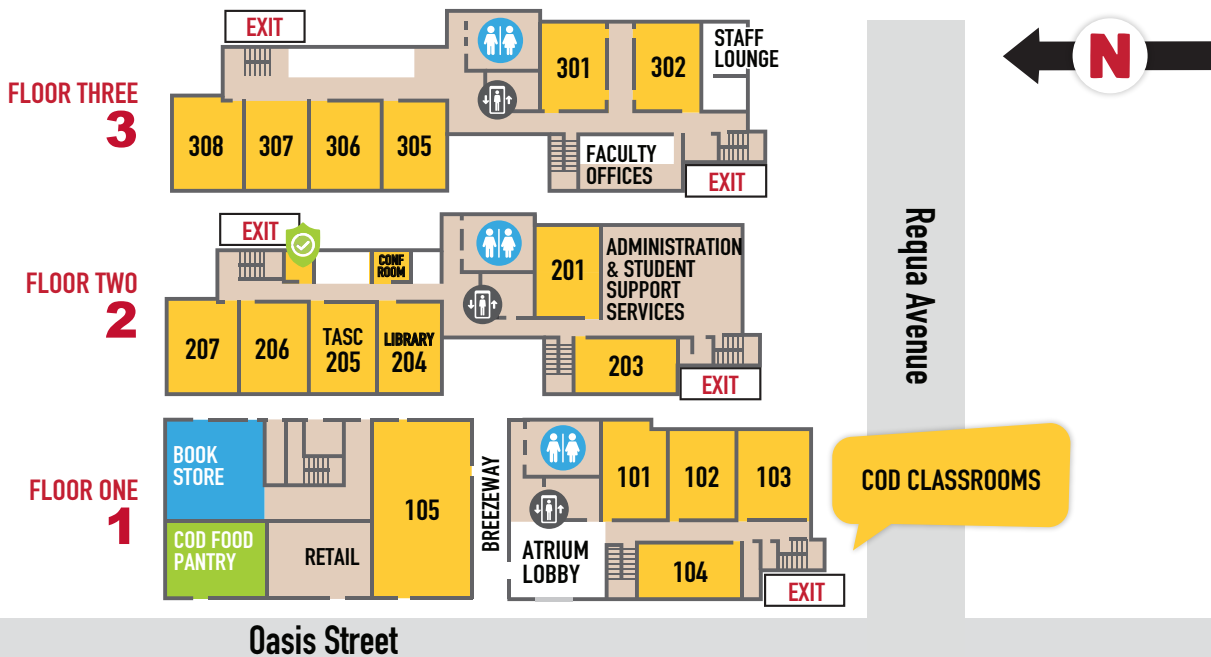 EXIT
N
STAFF
LOUNGE
301
302
FLOOR THREE
3
308
307
306
305
FACULTY
OFFICES
EXIT
EXIT
CONF
ROOM
201
ADMINISTRATION
& STUDENT
SUPPORT
SERVICES
FLOOR TWO
2
207
206
TASC
205
LIBRARY
204
203
EXIT
Requa Avenue
BOOK
STORE
FLOOR ONE
1
COD FOOD
PANTRY
RETAIL
105
BREEZEWAY
101
102
103
ATRIUM
LOBBY
104
EXIT
COD CLASSROOMS
Oasis Street